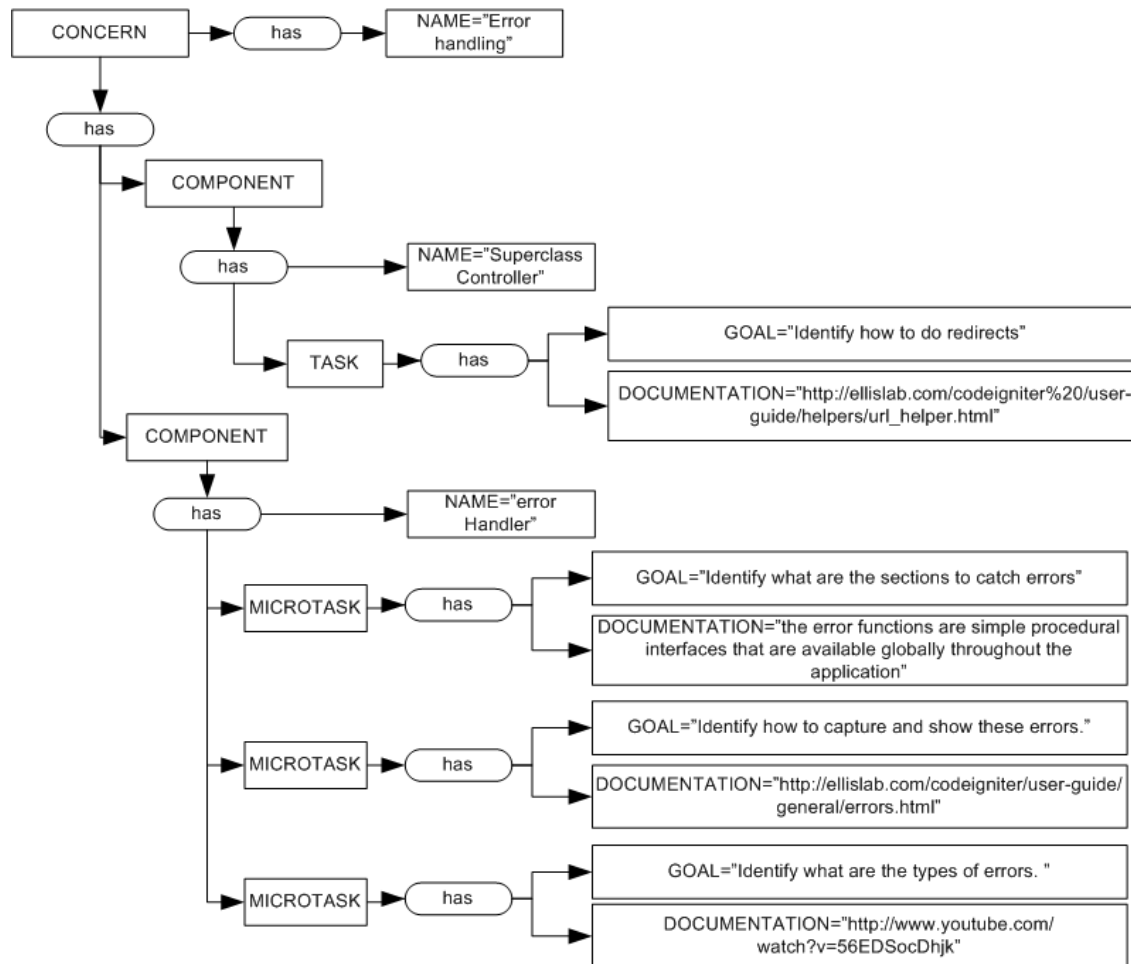 CONCERN
has
NAME="Error
handling"
has
COMPONENT
has
NAME="Superclass
Controller"
TASK
has
GOAL="Identify how to do redirects"
DOCUMENTATION="http://ellislab.com/codeigniter%20/user-
guide/helpers/url_helper.html"
COMPONENT
has
NAME="error
Handler"
MICROTASK
has
GOAL="Identify what are the sections to catch errors"
DOCUMENTATION="the error functions are simple procedural
interfaces that are available globally throughout the
application"
MICROTASK
has
GOAL="Identify how to capture and show these errors."
DOCUMENTATION="http://ellislab.com/codeigniter/user-guide/
general/errors.html"
MICROTASK
has
GOAL="Identify what are the types of errors. "
DOCUMENTATION="http://www.youtube.com/
watch?v=56EDSocDhjk"